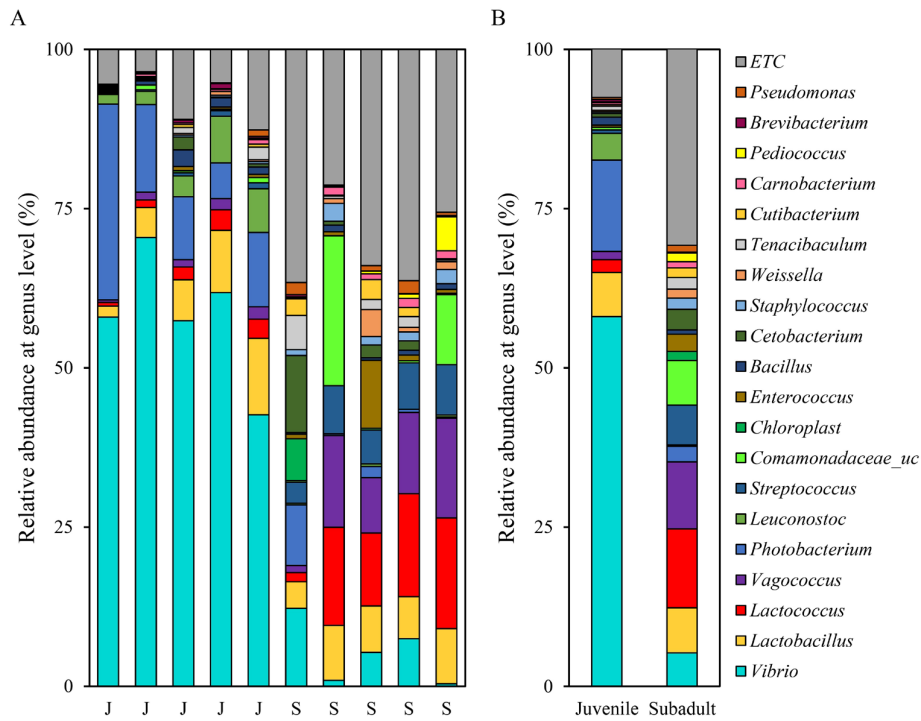 A
B
Relative abundance at genus level (%)
100
75
50
25
0
J J J J J S S S S S
Relative abundance at genus level (%)
100
75
50
25
0
Juvenile Subadult
ETC
Pseudomonas
Brevibacterium
Pediococcus
Carnobacterium
Cutibacterium
Tenacibaculum
Weissella
Staphylococcus
Cetobacterium
Bacillus
Enterococcus
Chloroplast
Comamonadaceae_uc
Streptococcus
Leuconostoc
Photobacterium
Vagococcus
Lactococcus
Lactobacillus
Vibrio